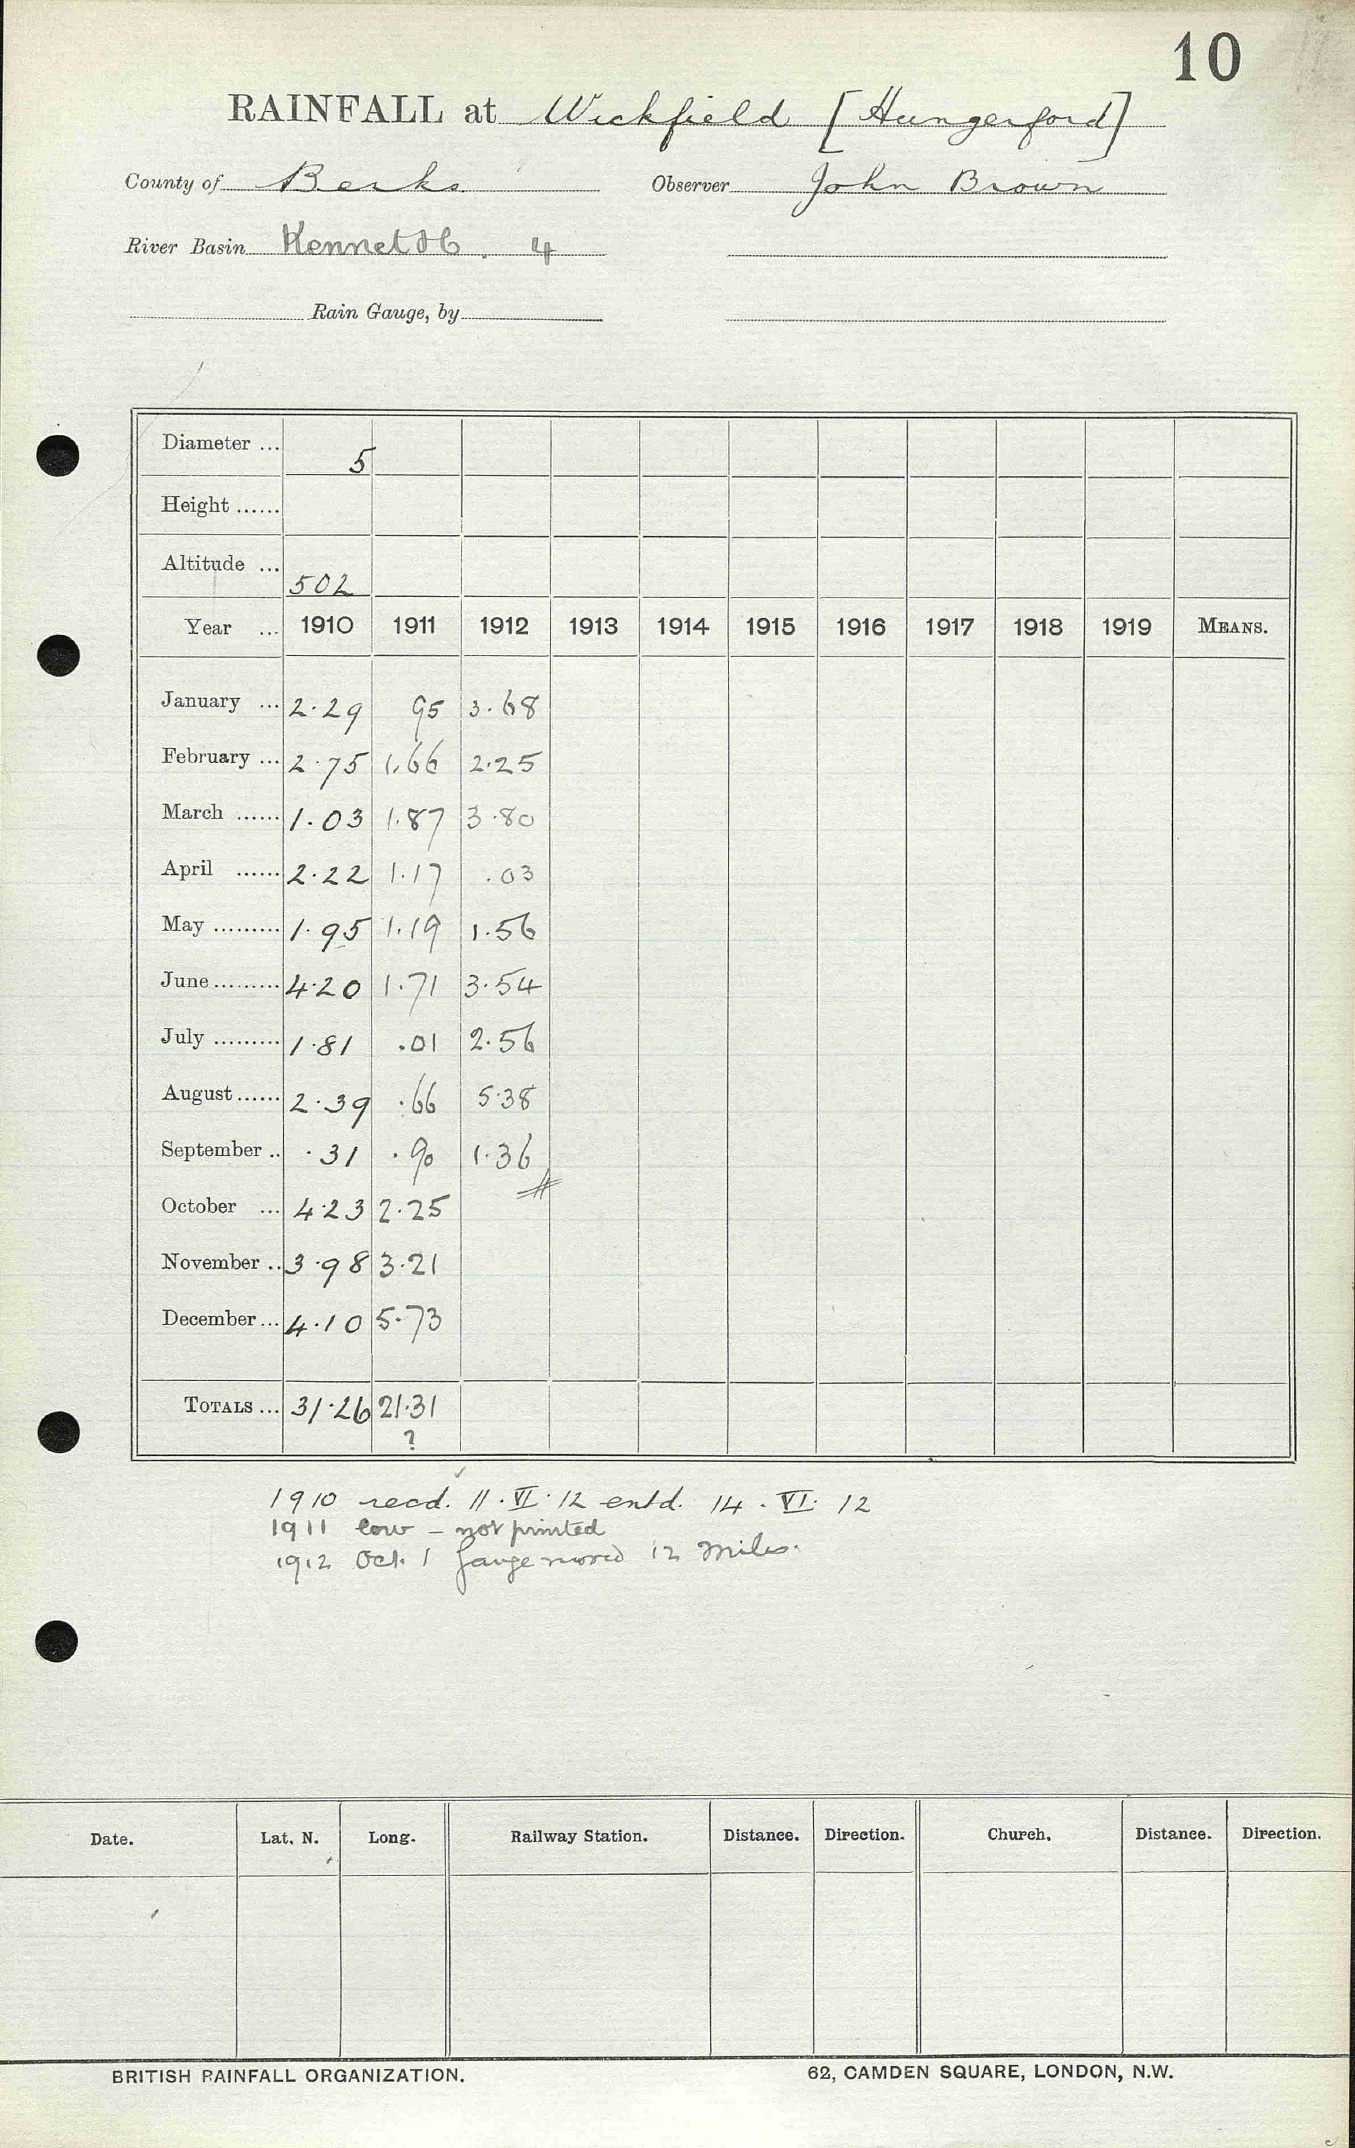 10
RAINFALL at Wickfield [Hungerford]
County of Berks. Observer John Brown
River Basin Kennet 4
Rain Gauge, by
Diameter ... 5
Height ......
Altitude ... 502
Year ... 1910 1911 1912 1913 1914 1915 1916 1917 1918 1919 MEANS.
January ... 2.29 95 3.68
February ... 2.75 1.66 2.25
March ...... 1.03 1.87 3.80
April ...... 2.22 1.17 .03
May ......... 1.95 1.19 1.56
June ......... 4.20 1.71 3.54
July ......... 1.81 .01 2.56
August ...... 2.39 .66 5.38
September .. .31 .90 1.36
October ... 4.23 2.25
November .. 3.98 3.21
December ... 4.10 5.73
TOTALS ... 31.26 21.31
?
1910 recd. 11.VI.12 entd. 14.VI.12
1911 low – not printed
1912 Oct. 1 gauge moved 12 miles.
Date. Lat. N. Long. Railway Station. Distance. Direction. Church. Distance. Direction.
BRITISH RAINFALL ORGANIZATION. 62, CAMDEN SQUARE, LONDON, N.W.